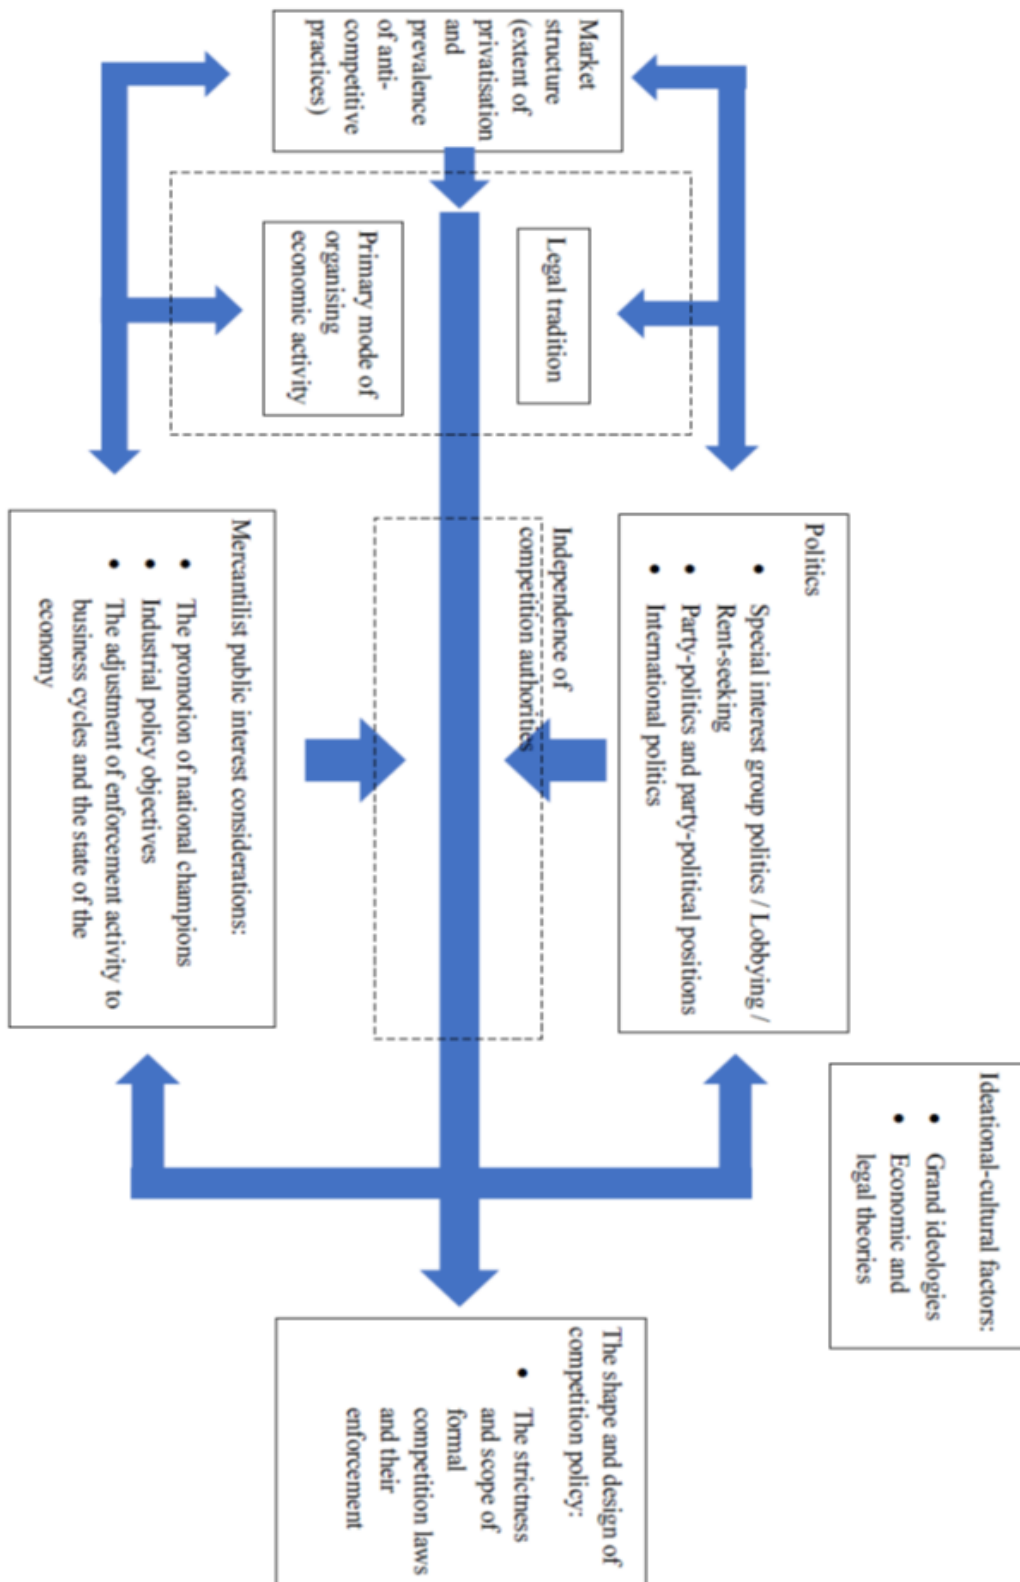 Ideational-cultural factors:
• Grand ideologies
• Economic and
legal theories
Politics
• Special interest group politics / Lobbying /
Rent-seeking
• Party-politics and party-political positions
• International politics
Market
structure
(extent of
privatisation
and
prevalence
of anti-
competitive
practices)
Legal tradition
Primary mode of
organising
economic activity
Independence of
competition authorities
The shape and design of
competition policy:
• The strictness
and scope of
formal
competition laws
and their
enforcement
Mercantilist public interest considerations:
• The promotion of national champions
• Industrial policy objectives
• The adjustment of enforcement activity to
business cycles and the state of the
economy